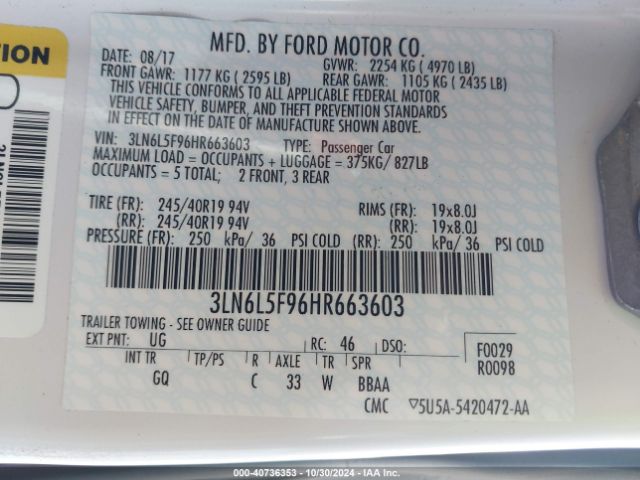 MFD. BY FORD MOTOR CO.
DATE: 08/17 GVWR: 2254 KG ( 4970 LB)
FRONT GAWR: 1177 KG ( 2595 LB) REAR GAWR: 1105 KG ( 2435 LB)
THIS VEHICLE CONFORMS TO ALL APPLICABLE FEDERAL MOTOR
VEHICLE SAFETY, BUMPER, AND THEFT PREVENTION STANDARDS
IN EFFECT ON THE DATE OF MANUFACTURE SHOWN ABOVE.
VIN: 3LN6L5F96HR663603 TYPE: Passenger Car
MAXIMUM LOAD = OCCUPANTS + LUGGAGE = 375KG/ 827LB
OCCUPANTS = 5 TOTAL; 2 FRONT, 3 REAR
TIRE (FR): 245/40R19 94V RIMS (FR): 19x8.0J
(RR): 245/40R19 94V (RR): 19x8.0J
PRESSURE (FR): 250 kPa/ 36 PSI COLD (RR): 250 kPa/ 36 PSI COLD
3LN6L5F96HR663603
TRAILER TOWING - SEE OWNER GUIDE
EXT PNT: UG RC: 46 DSO: F0029
INT TR TP/PS R AXLE TR SPR R0098
GQ C 33 W BBAA
CMC ▽5U5A-5420472-AA
000-40736353 - 10/30/2024 - IAA Inc.